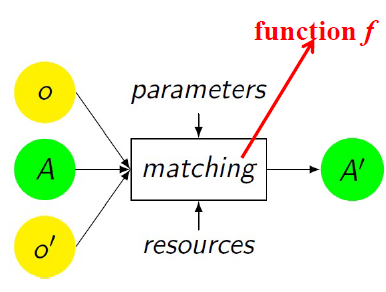 function f
o
parameters
A
matching
A′
o′
resources